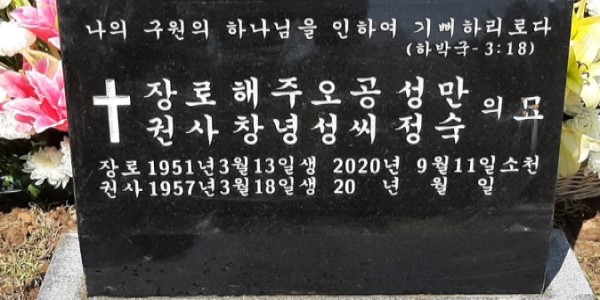 나의 구원의 하나님을 인하여 기뻐하리로다
(하박국-3:18)
장로해주오공성만
권사창녕성씨정숙 의묘
장로1951년3월13일생 2020년 9월11일소천
권사1957년3월18일생 20 년 월 일